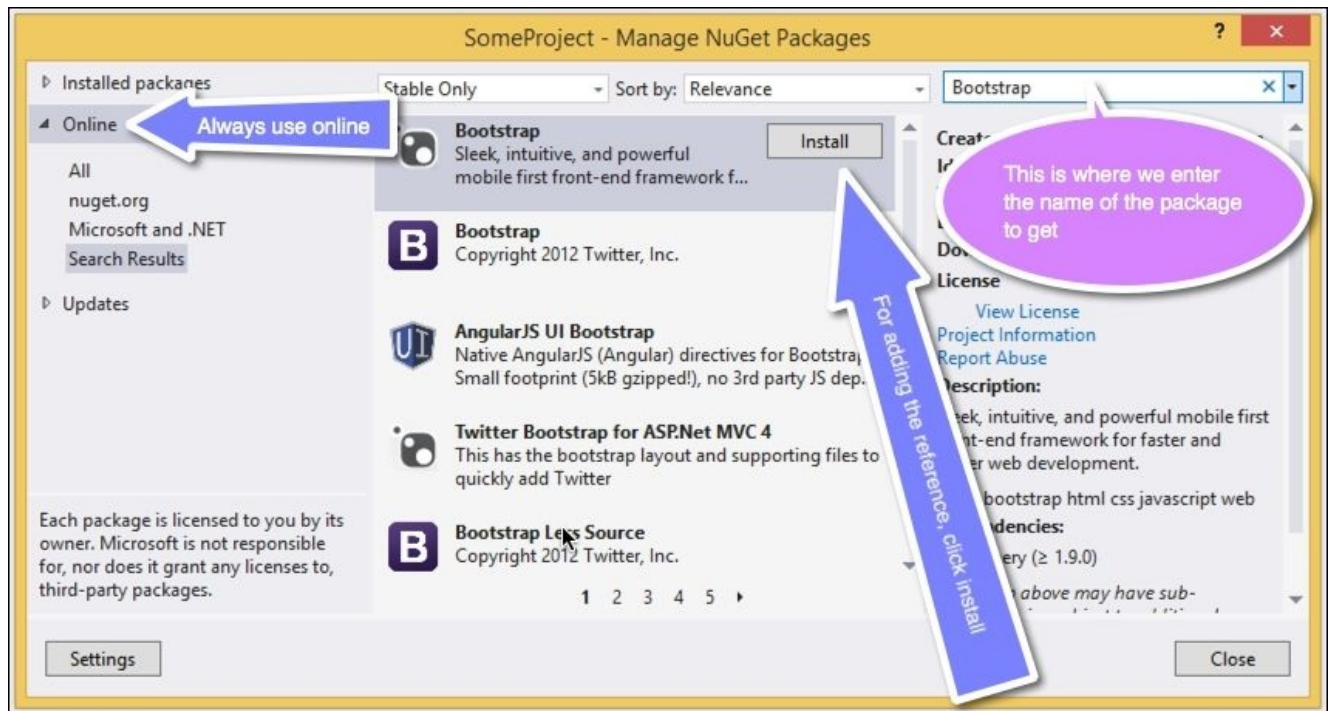 SomeProject - Manage NuGet Packages
?
×
Installed packages
Online
All
nuget.org
Microsoft and .NET
Search Results
Updates
Each package is licensed to you by its
owner. Microsoft is not responsible
for, nor does it grant any licenses to,
third-party packages.
Always use online
Stable Only
Sort by: Relevance
Bootstrap
Bootstrap
Sleek, intuitive, and powerful
mobile first front-end framework f...
Install
Bootstrap
Copyright 2012 Twitter, Inc.
AngularJS UI Bootstrap
Native AngularJS (Angular) directives for
Small footprint (5kB gzipped!), no 3rd party JS dep..
Twitter Bootstrap for ASP.Net MVC 4
This has the bootstrap layout and supporting files to
quickly add Twitter
Bootstrap Less Source
Copyright 2012 Twitter, Inc.
1 2 3 4 5
This is where we enter
the name of the package
to get
For adding the reference, click install
License
View License
Project Information
Report Abuse
intuitive, and powerful mobile first
framework for faster and
web development.
bootstrap html css javascript web
(≥ 1.9.0)
above may have sub-
Settings
Close